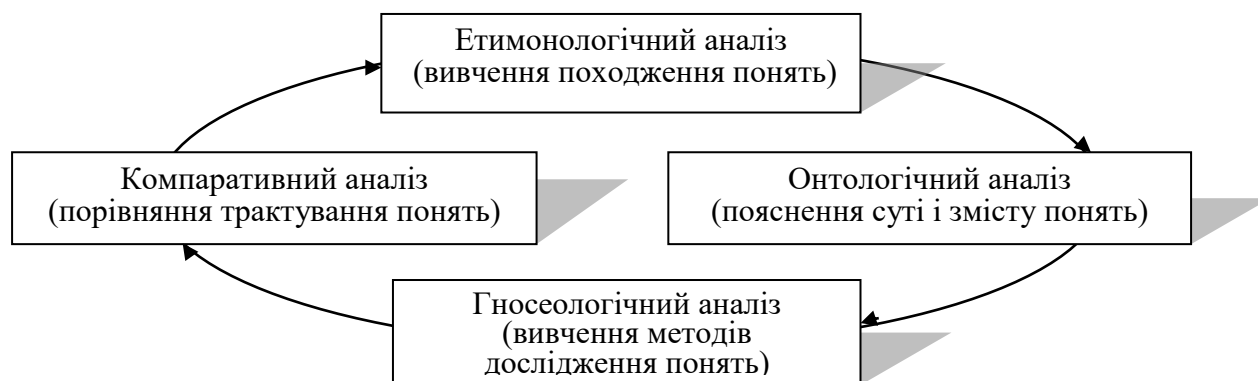 Етимонологічний аналіз
(вивчення походження понять)
Компаративний аналіз
(порівняння трактування понять)
Онтологічний аналіз
(пояснення суті і змісту понять)
Гносеологічний аналіз
(вивчення методів
дослідження понять)